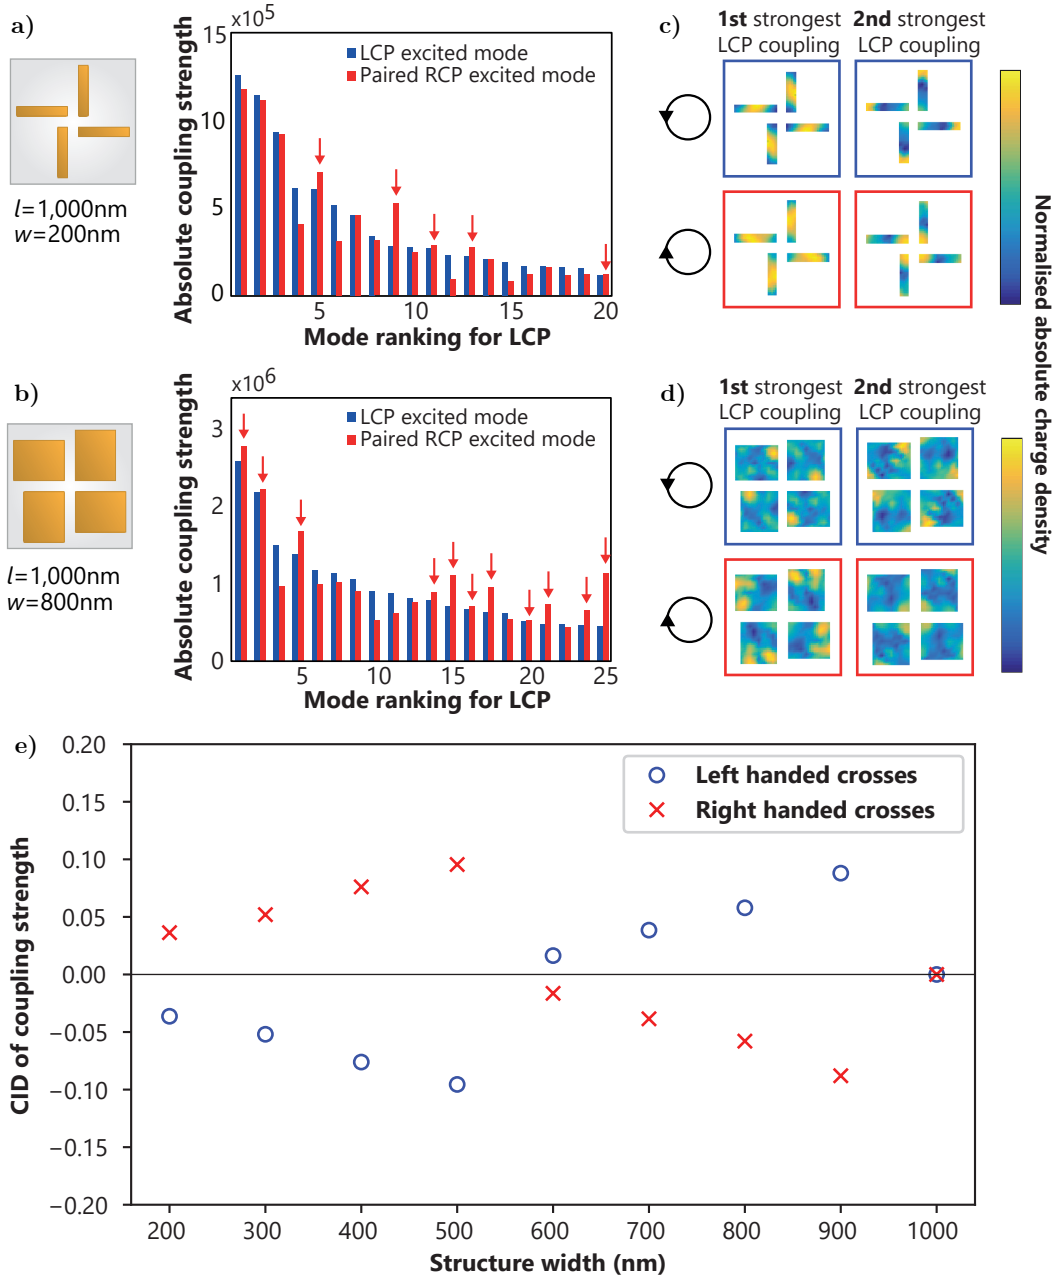 a)
×10⁵
15
10
5
0
Absolute coupling strength
LCP excited mode
Paired RCP excited mode
5
10
15
20
Mode ranking for LCP
l=1,000nm
w=200nm
c)
1st strongest
LCP coupling
2nd strongest
LCP coupling
b)
×10⁶
3
2
1
0
Absolute coupling strength
LCP excited mode
Paired RCP excited mode
5
10
15
20
25
Mode ranking for LCP
l=1,000nm
w=800nm
d)
1st strongest
LCP coupling
2nd strongest
LCP coupling
Normalised absolute charge density
e)
0.20
0.15
0.10
0.05
0.00
−0.05
−0.10
−0.15
−0.20
CID of coupling strength
Left handed crosses
Right handed crosses
200
300
400
500
600
700
800
900
1000
Structure width (nm)